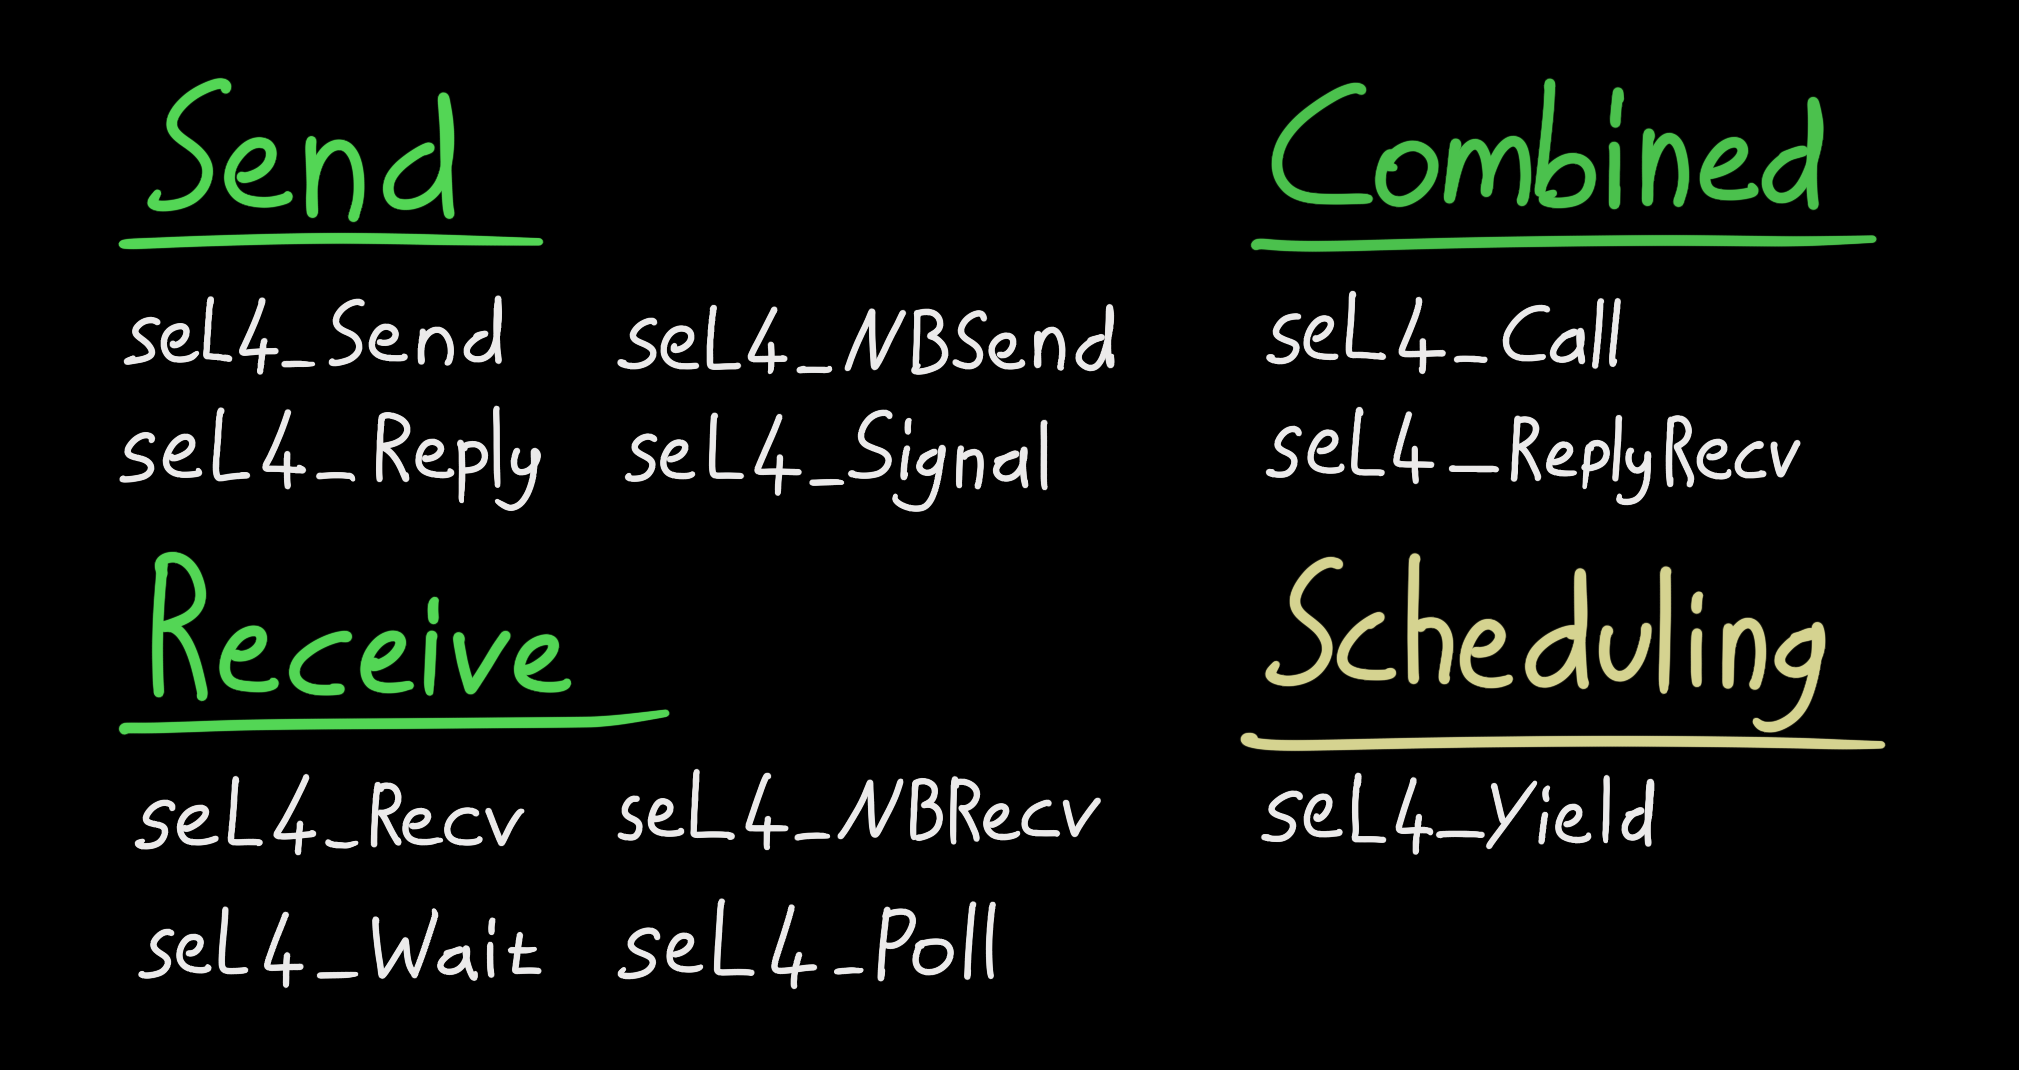 Send
seL4_Send seL4_NBSend
seL4_Reply seL4_Signal
Receive
seL4_Recv seL4_NBRecv
seL4_Wait seL4_Poll
Combined
seL4_Call
seL4_ReplyRecv
Scheduling
seL4_Yield